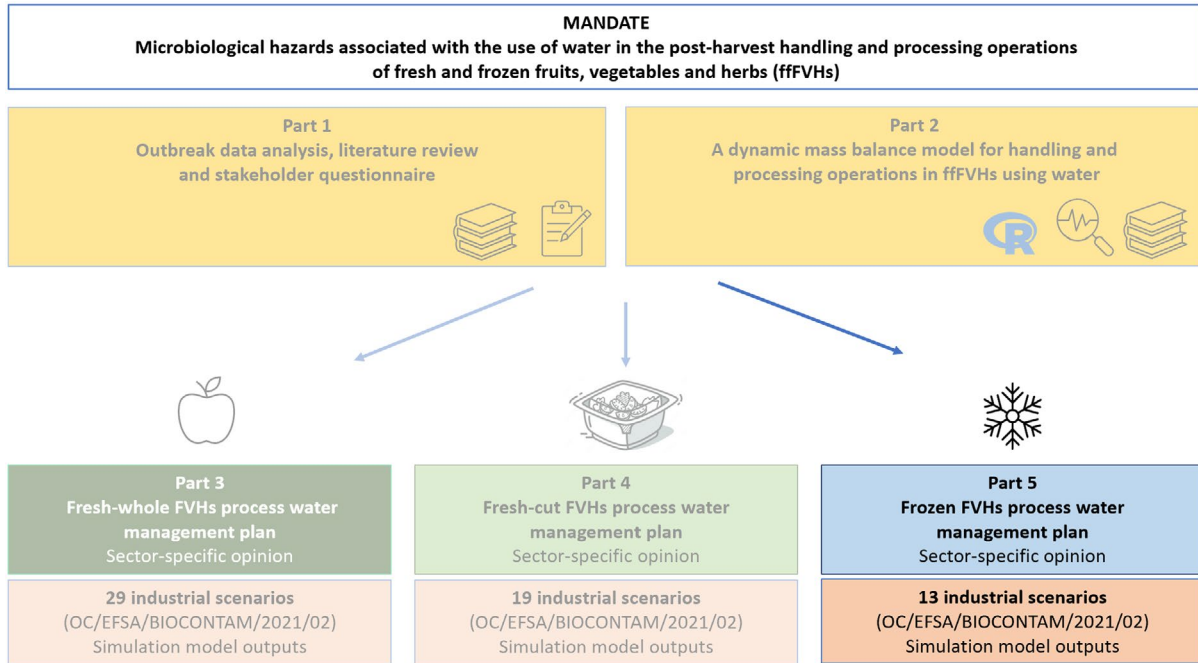 MANDATE
Microbiological hazards associated with the use of water in the post-harvest handling and processing operations
of fresh and frozen fruits, vegetables and herbs (ffFVHs)
Part 1
Outbreak data analysis, literature review
and stakeholder questionnaire
Part 2
A dynamic mass balance model for handling and
processing operations in ffFVHs using water
R
Part 3
Fresh-whole FVHs process water
management plan
Sector-specific opinion
29 industrial scenarios
(OC/EFSA/BIOCONTAM/2021/02)
Simulation model outputs
Part 4
Fresh-cut FVHs process water
management plan
Sector-specific opinion
19 industrial scenarios
(OC/EFSA/BIOCONTAM/2021/02)
Simulation model outputs
Part 5
Frozen FVHs process water
management plan
Sector-specific opinion
13 industrial scenarios
(OC/EFSA/BIOCONTAM/2021/02)
Simulation model outputs